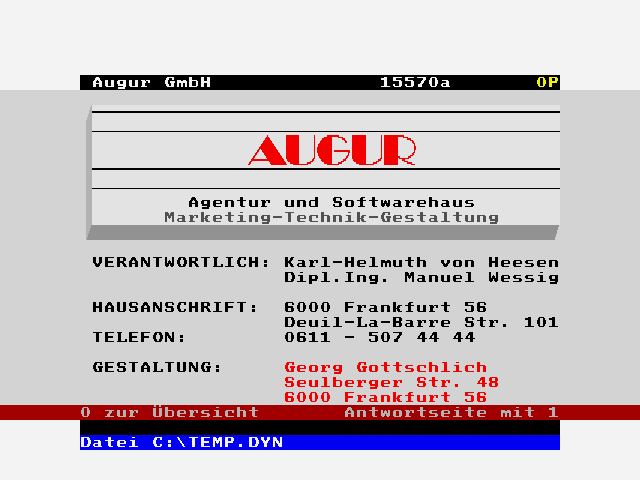 Augur GmbH 15570a 0P
AUGUR
Agentur und Softwarehaus
Marketing-Technik-Gestaltung
VERANTWORTLICH: Karl-Helmuth von Heesen
Dipl.Ing. Manuel Wessig
HAUSANSCHRIFT: 6000 Frankfurt 56
Deuil-La-Barre Str. 101
TELEFON: 0611 - 507 44 44
GESTALTUNG: Georg Gottschlich
Seulberger Str. 48
6000 Frankfurt 56
0 zur Übersicht Antwortseite mit 1
Datei C:\TEMP.DYN